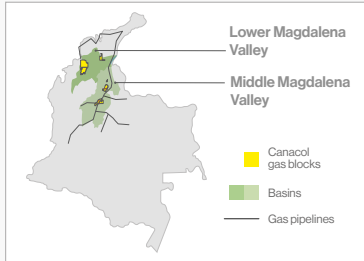 Lower Magdalena
Valley
Middle Magdalena
Valley
Canacol
gas blocks
Basins
Gas pipelines